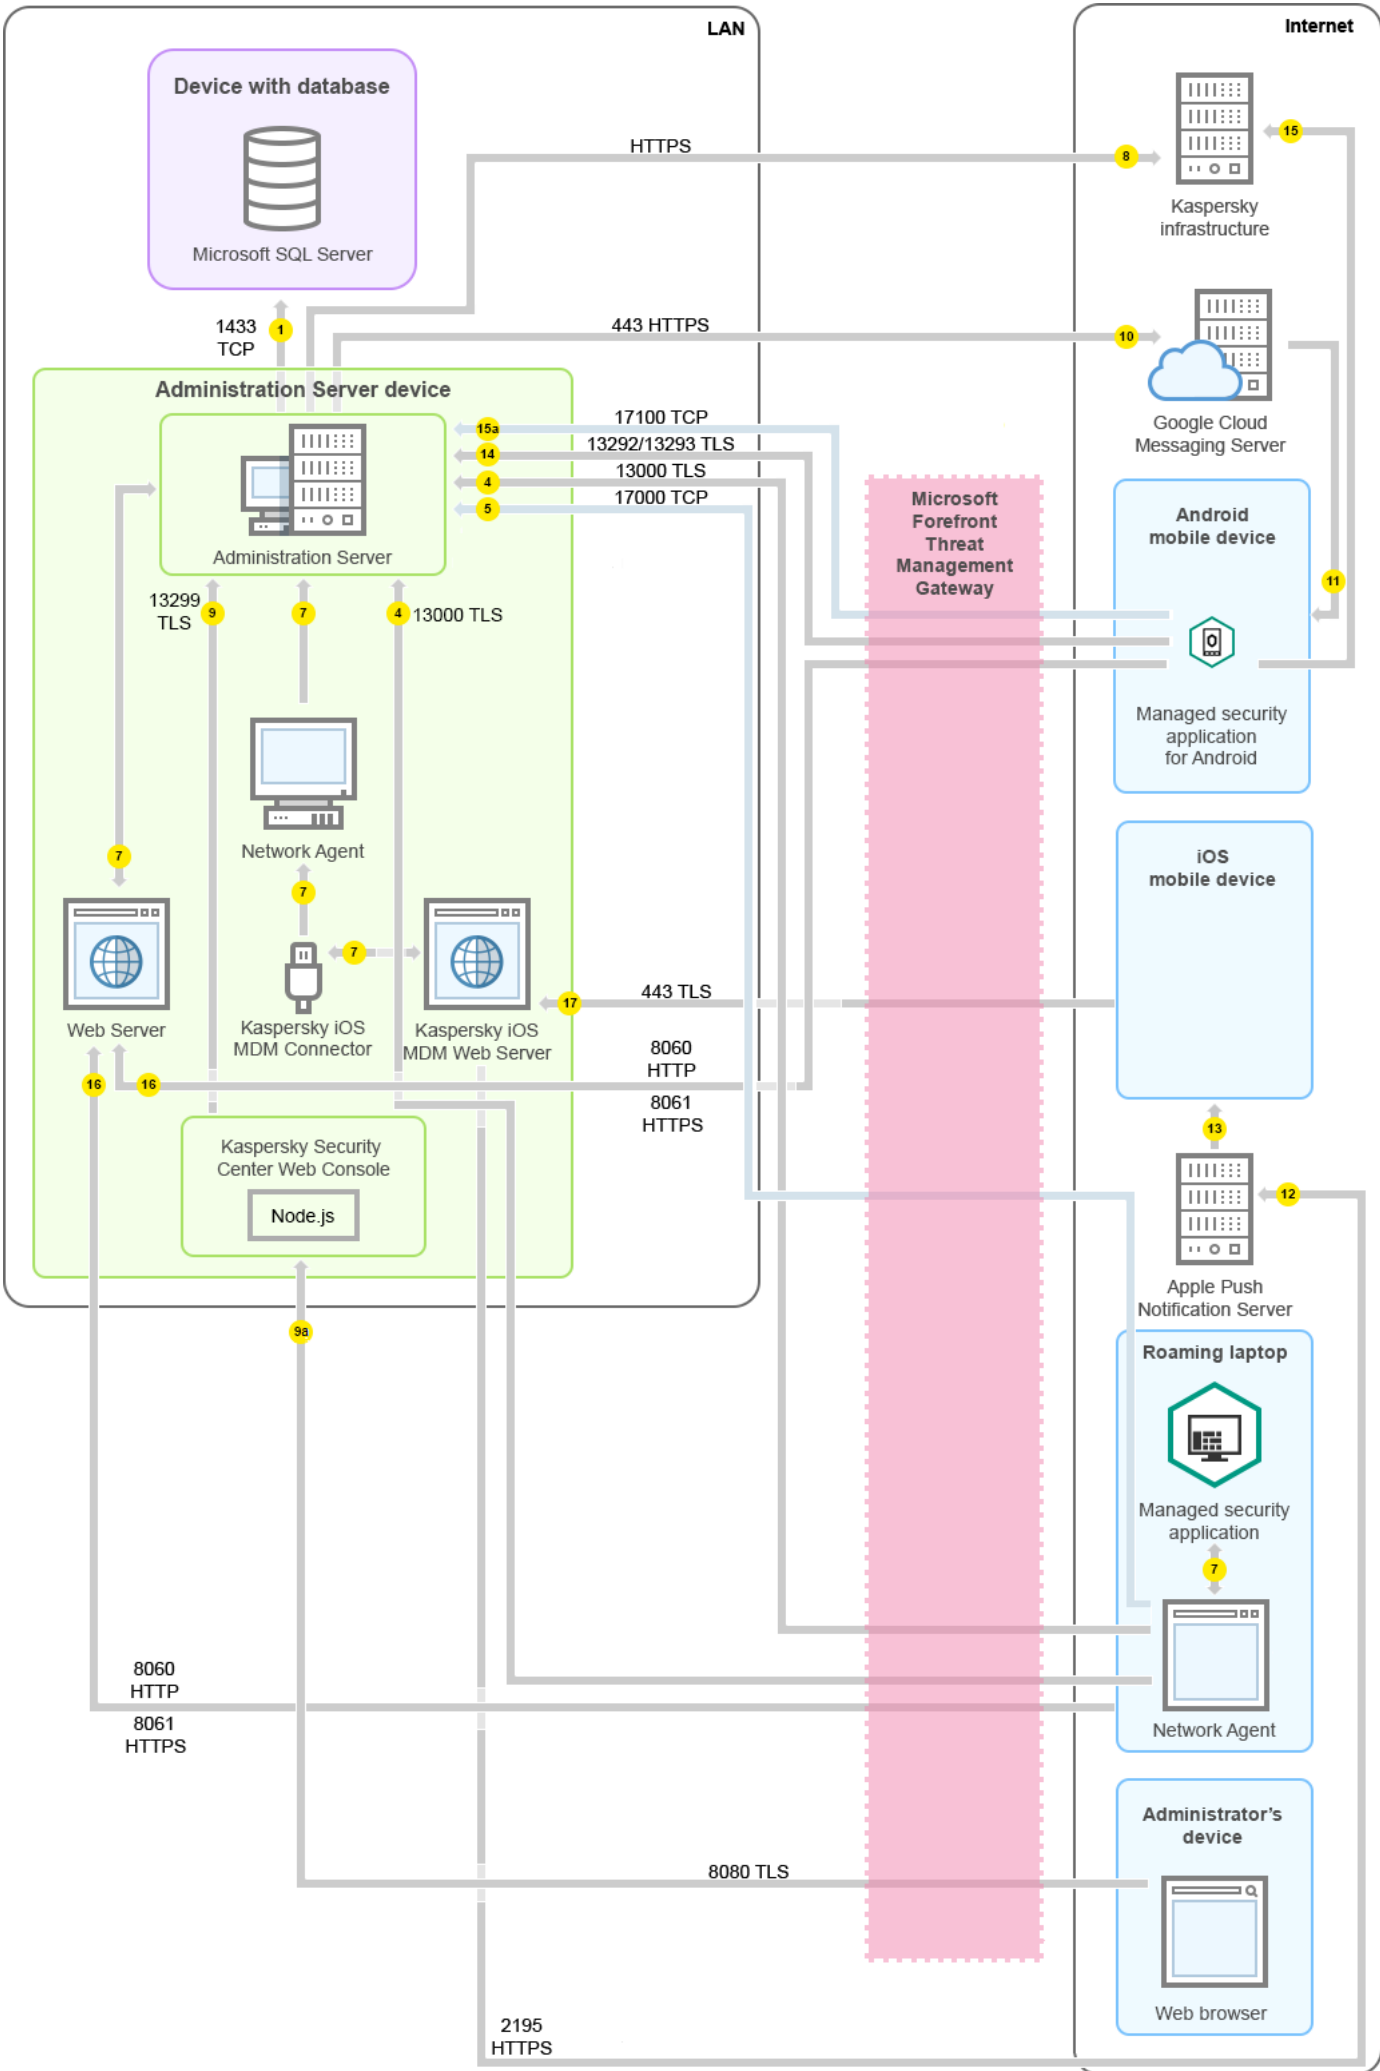 LAN
Internet
Device with database
Microsoft SQL Server
HTTPS
8
15
Kaspersky
infrastructure
1433
TCP
1
443 HTTPS
10
Google Cloud
Messaging Server
Administration Server device
Administration Server
15a
17100 TCP
14
13292/13293 TLS
4
13000 TLS
5
17000 TCP
Microsoft
Forefront
Threat
Management
Gateway
Android
mobile device
11
Managed security
application
for Android
13299
TLS
9
7
4
13000 TLS
Network Agent
7
7
7
Web Server
Kaspersky iOS
MDM Connector
Kaspersky iOS
MDM Web Server
17
443 TLS
iOS
mobile device
16
16
8060
HTTP
8061
HTTPS
13
12
Apple Push
Notification Server
Kaspersky Security
Center Web Console
Node.js
9a
Roaming laptop
Managed security
application
7
Network Agent
8060
HTTP
8061
HTTPS
8080 TLS
Administrator's
device
Web browser
2195
HTTPS